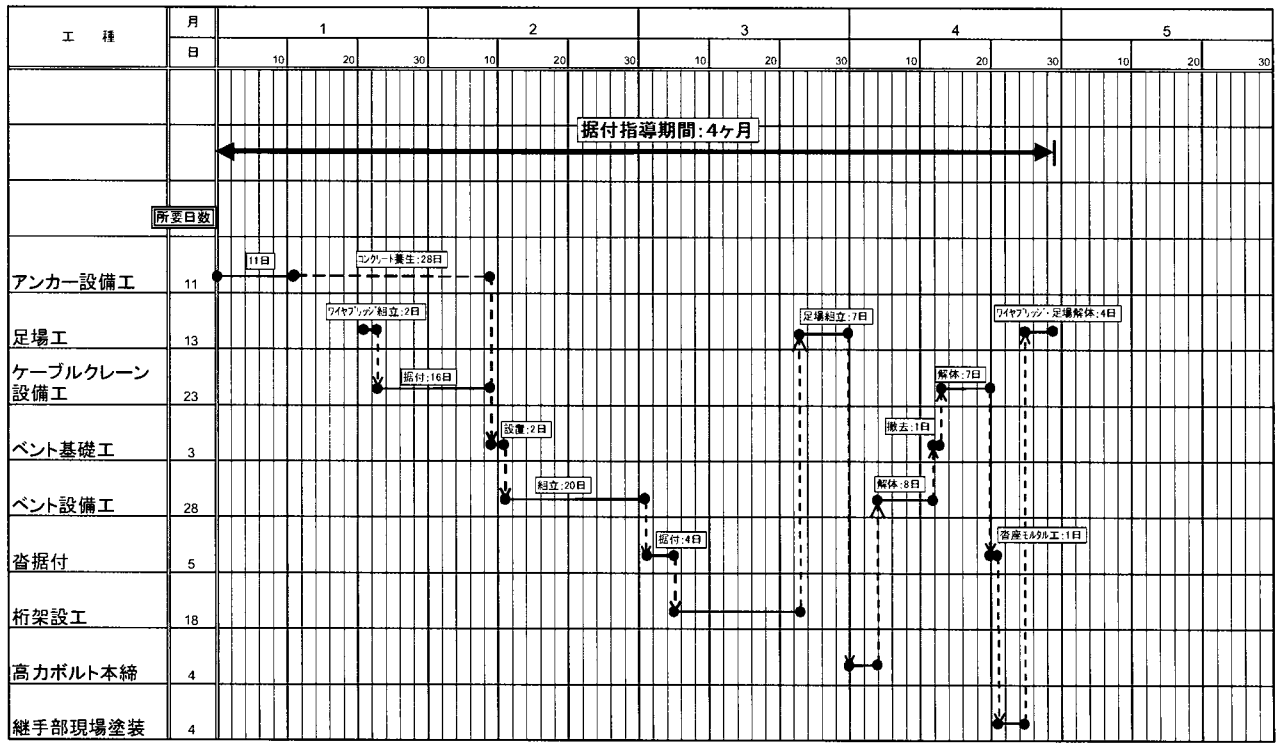 工 種
月
1
2
3
4
5
日
10 20 30 10 20 30 10 20 30 10 20 30 10 20 30
据付指導期間:4ヶ月
所要日数
11日
コンクリート養生:28日
アンカー設備工
11
ワイヤブリッジ組立:2日
足場組立:7日
ワイヤブリッジ・足場解体:4日
足場工
13
ケーブルクレーン
設備工
23
据付:16日
解体:7日
設置:2日
撤去:1日
ベント基礎工
3
組立:20日
解体:8日
ベント設備工
28
据付:4日
沓座モルタル工:1日
沓据付
5
桁架設工
18
高力ボルト本締
4
継手部現場塗装
4